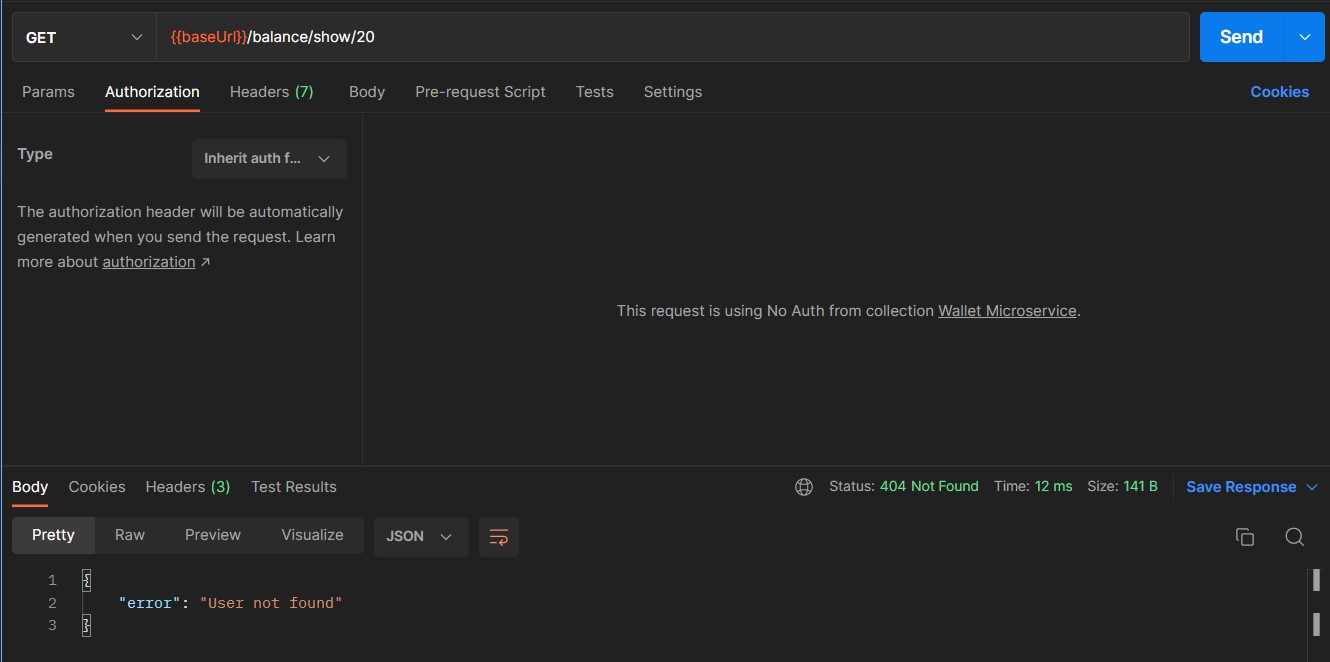 GET
{{baseUrl}}/balance/show/20
Send
Params
Authorization
Headers (7)
Body
Pre-request Script
Tests
Settings
Cookies
Type
Inherit auth f...
The authorization header will be automatically
generated when you send the request. Learn
more about authorization ↗
This request is using No Auth from collection Wallet Microservice.
Body
Cookies
Headers (3)
Test Results
Status: 404 Not Found
Time: 12 ms
Size: 141 B
Save Response
Pretty
Raw
Preview
Visualize
JSON
1 {
2 "error": "User not found"
3 }